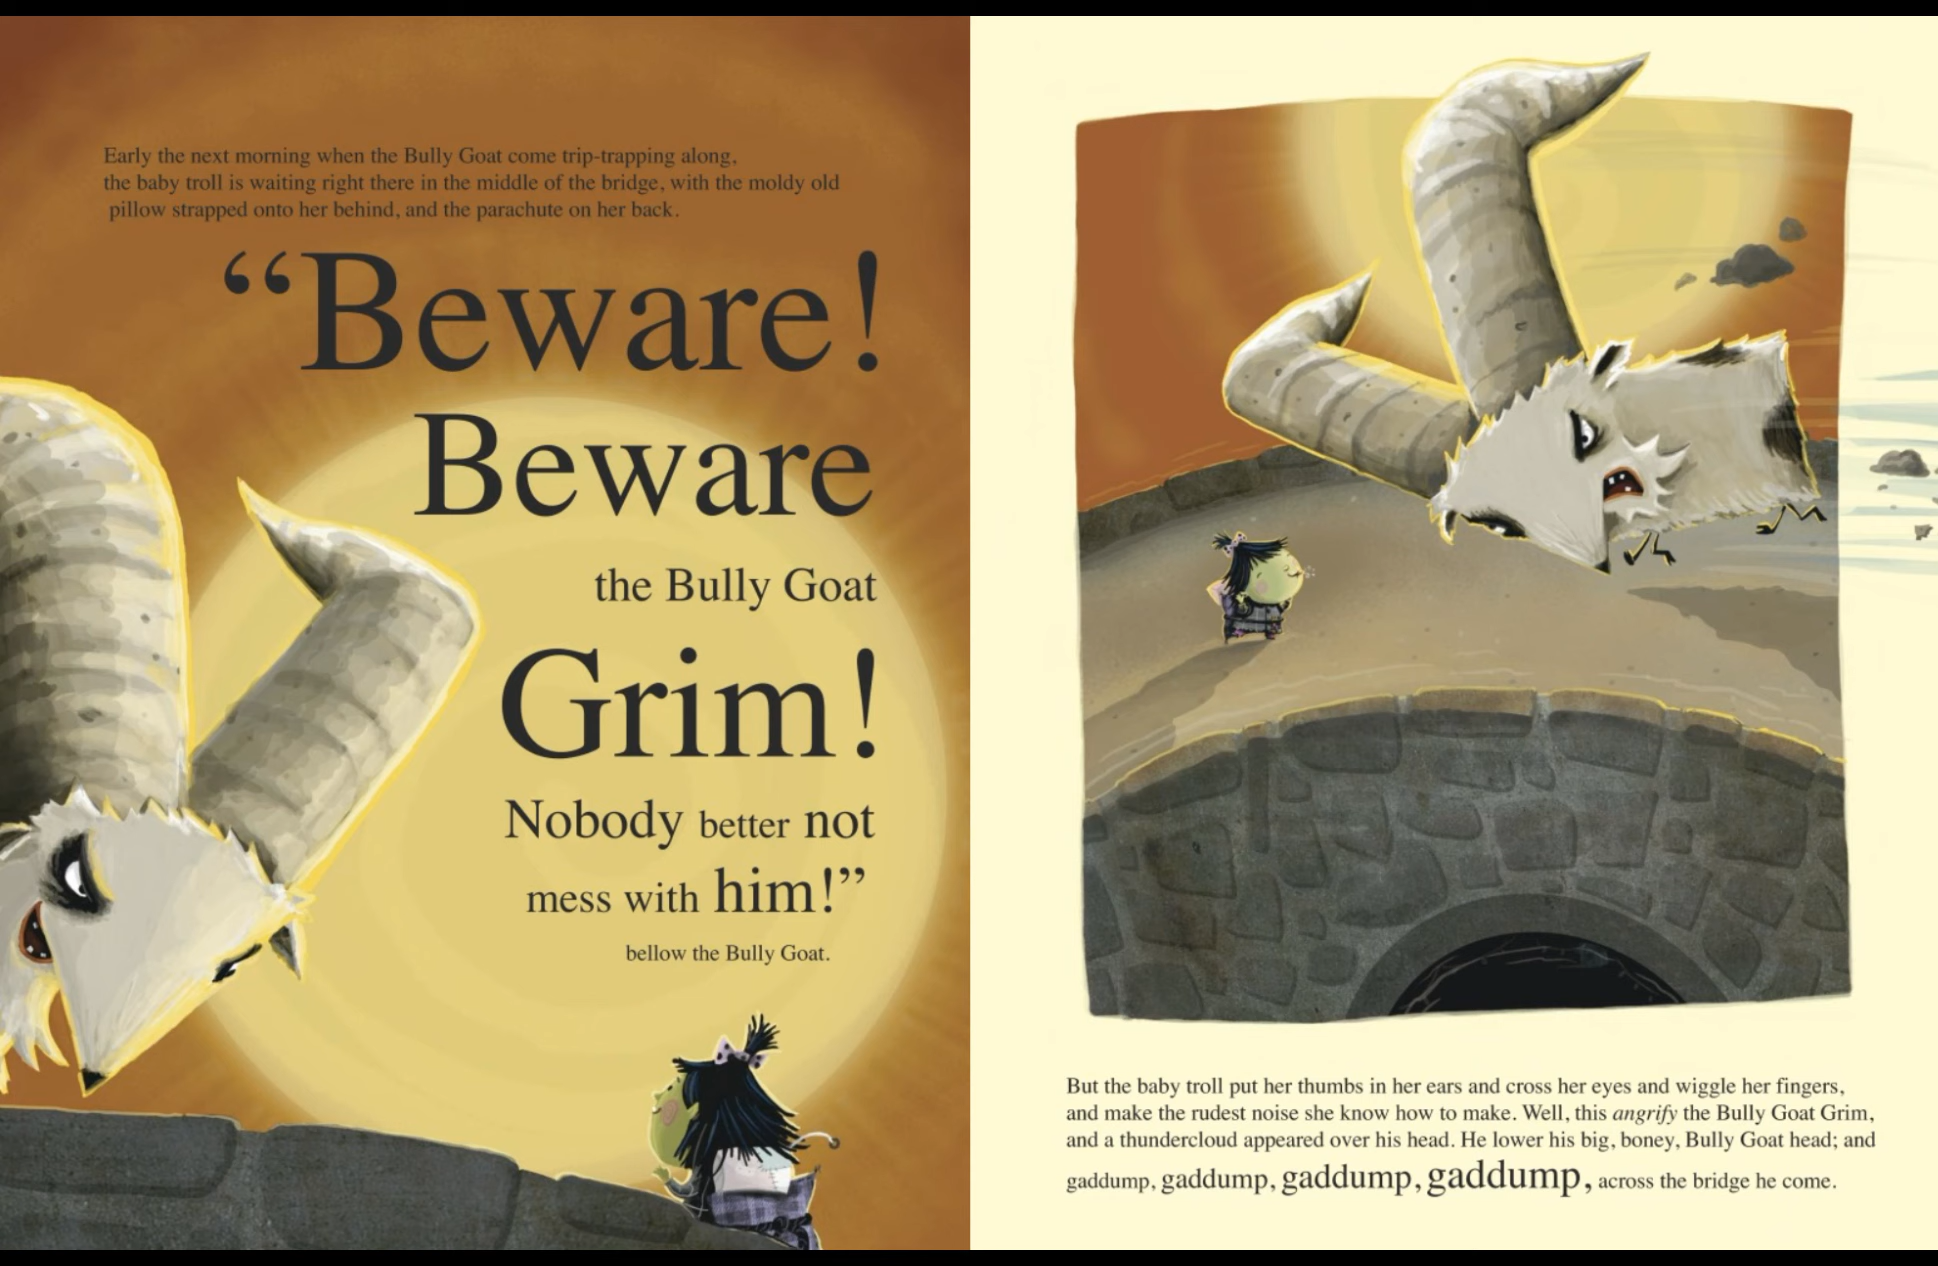 Early the next morning when the Bully Goat come trip-trapping along,
the baby troll is waiting right there in the middle of the bridge, with the moldy old
pillow strapped onto her behind, and the parachute on her back.
“Beware!
Beware
the Bully Goat
Grim!
Nobody better not
mess with him!”
bellow the Bully Goat.
But the baby troll put her thumbs in her ears and cross her eyes and wiggle her fingers,
and make the rudest noise she know how to make. Well, this angrify the Bully Goat Grim,
and a thundercloud appeared over his head. He lower his big, boney, Bully Goat head; and
gaddump, gaddump, gaddump, gaddump, across the bridge he come.